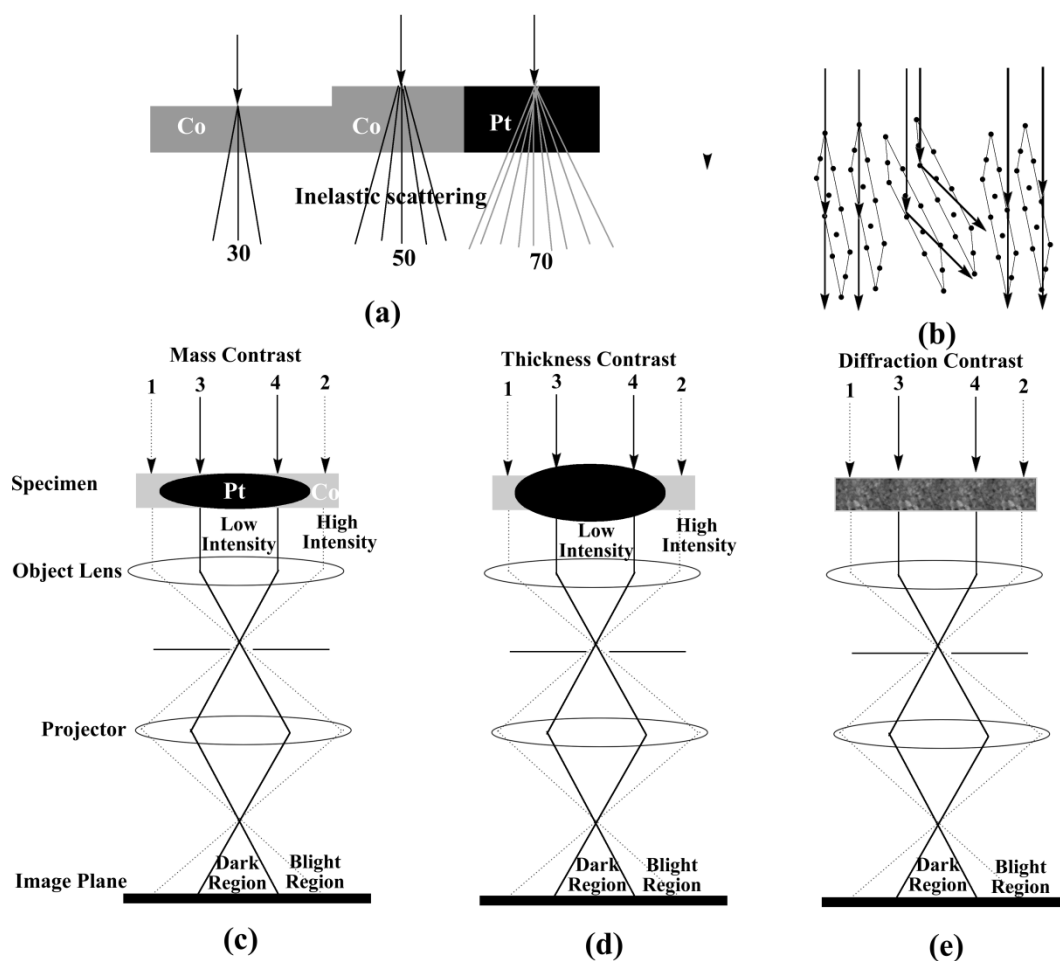 Co
Co
Pt
Inelastic scattering
30
50
70
(a)
(b)
Mass Contrast
1
3
4
2
Specimen
Pt
Co
Low
Intensity
High
Intensity
Object Lens
Projector
Dark
Region
Blight
Region
Image Plane
(c)
Thickness Contrast
1
3
4
2
Low
Intensity
High
Intensity
Dark
Region
Blight
Region
(d)
Diffraction Contrast
1
3
4
2
Dark
Region
Blight
Region
(e)